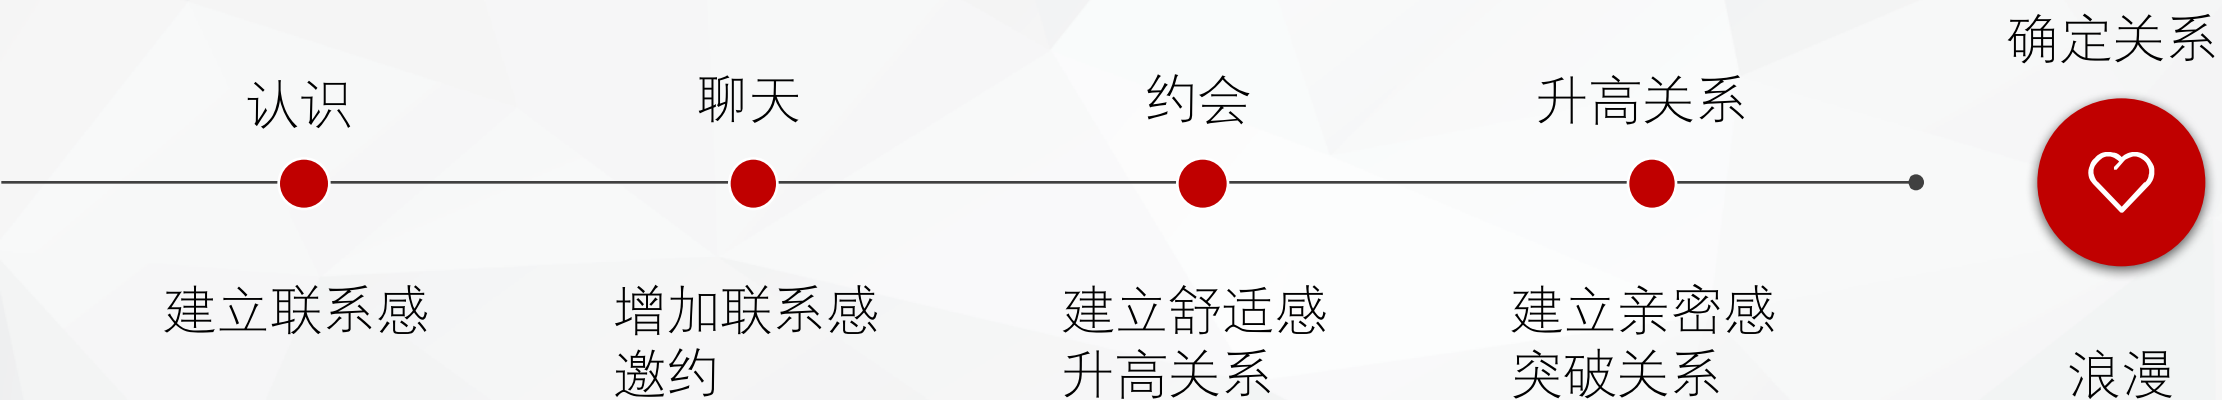 认识
建立联系感
聊天
增加联系感
邀约
约会
建立舒适感
升高关系
升高关系
建立亲密感
突破关系
确定关系
浪漫